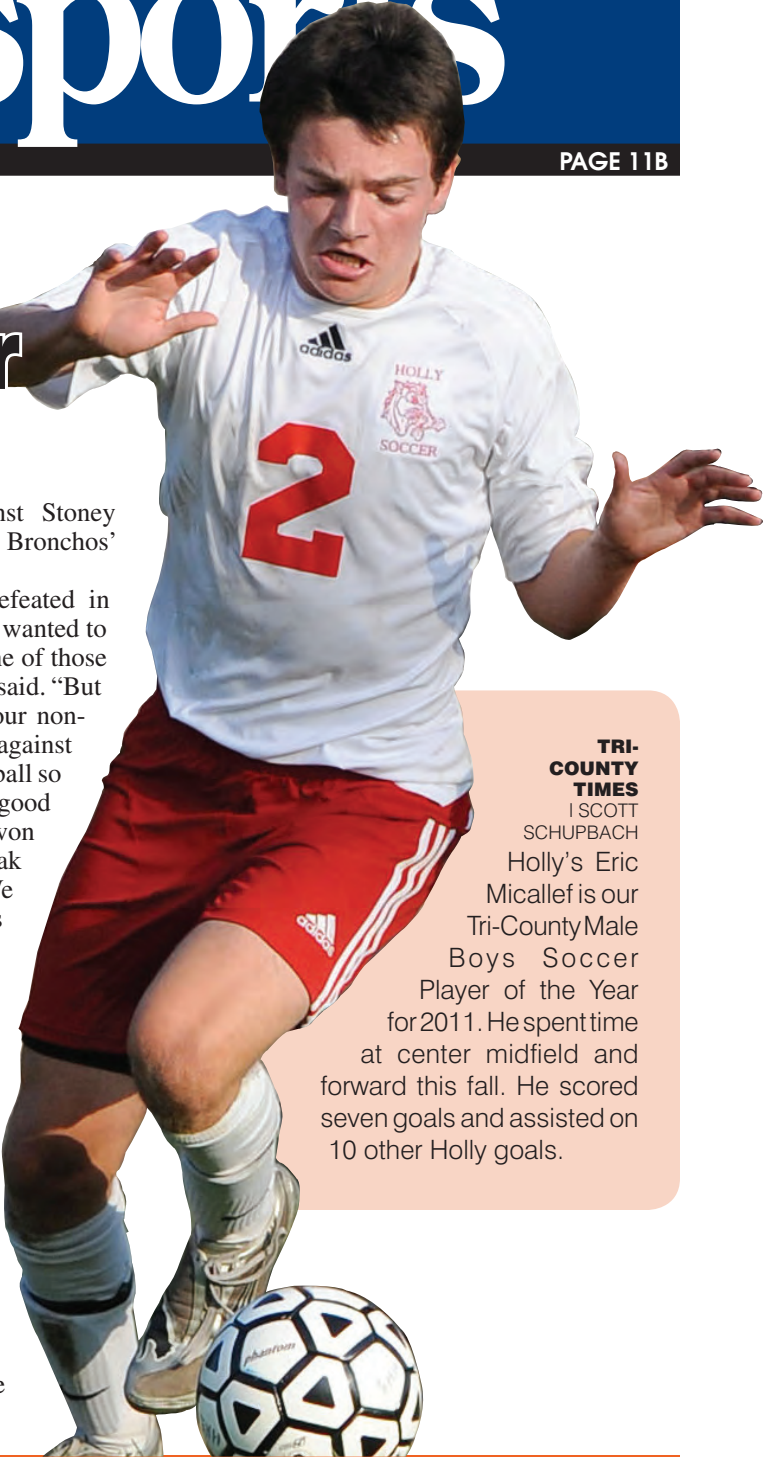 sports
PAGE 11B
r
nst Stoney
Bronchos’
efeated in
wanted to
ne of those
said. “But
our non-
against
ball so
good
von
ak
We
s
e
adidas
HOLLY
SOCCER
2
adidas
TRI-
COUNTY
TIMES
| SCOTT
SCHUPBACH
Holly's Eric
Micallef is our
Tri-County Male
Boys Soccer
Player of the Year
for 2011. He spent time
at center midfield and
forward this fall. He scored
seven goals and assisted on
10 other Holly goals.
phantom